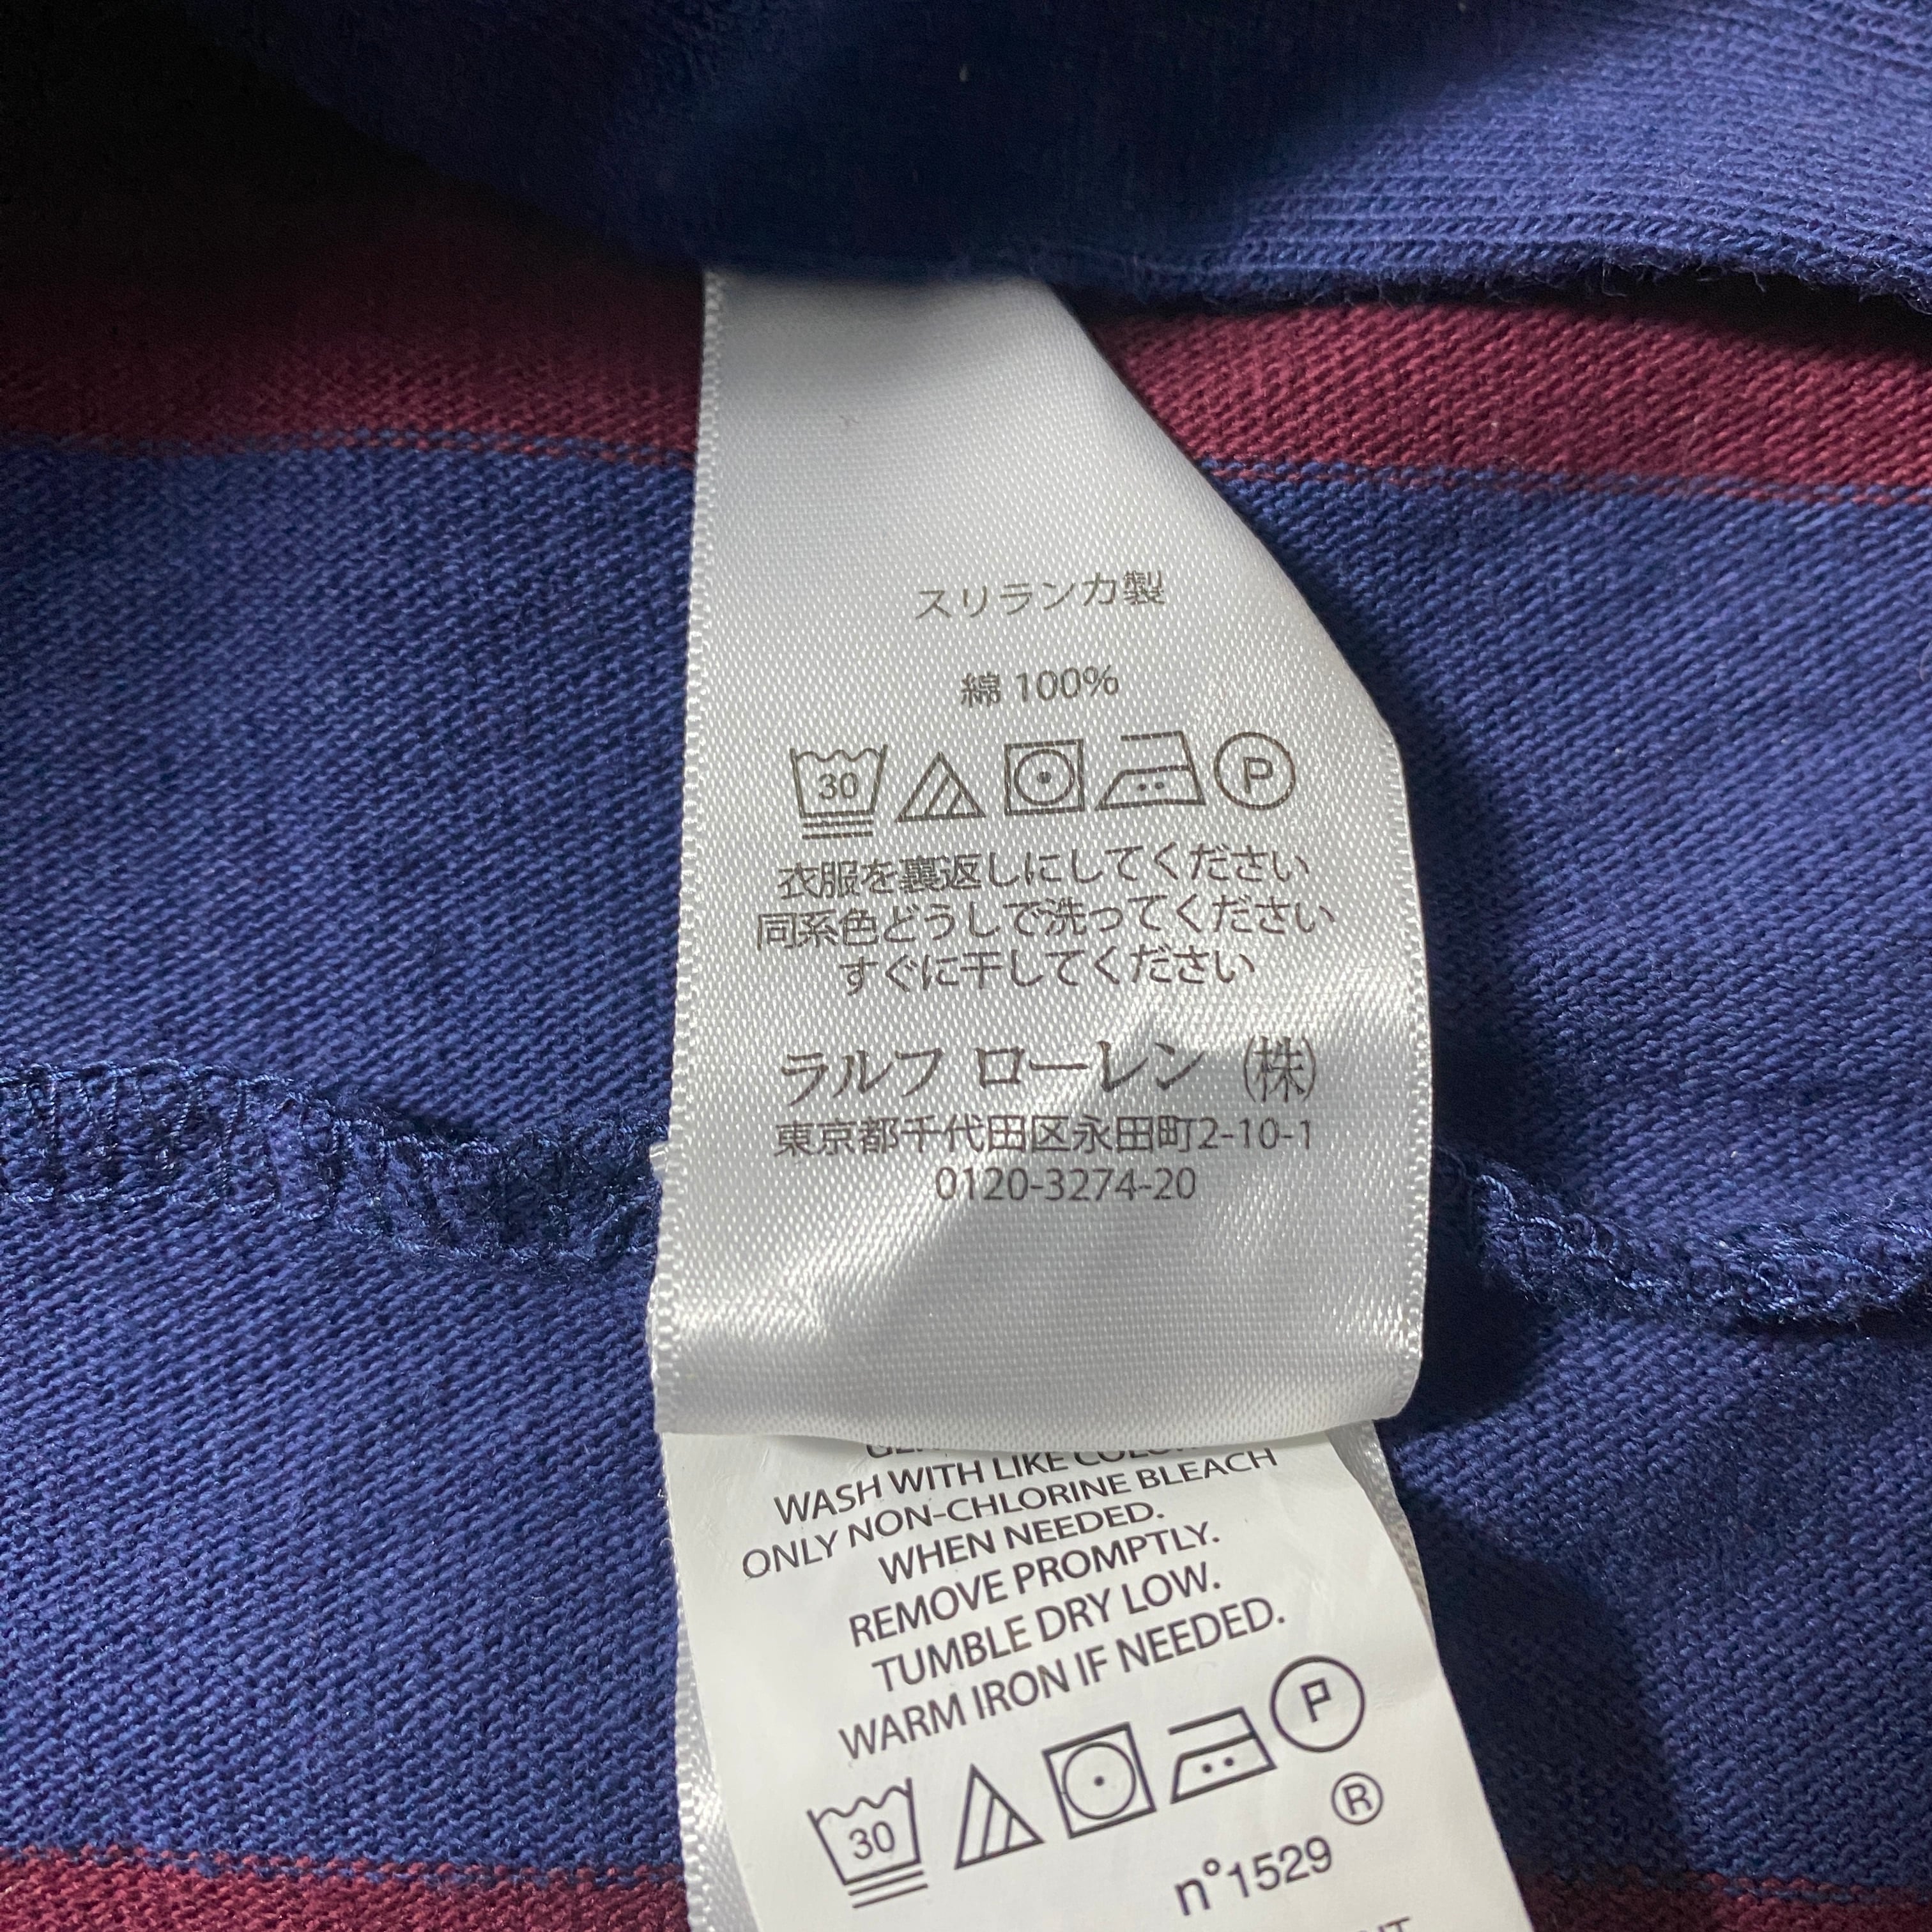 スリランカ製
綿 100%
30
P
衣服を裏返しにしてください
同系色どうしで洗ってください
すぐに干してください
ラルフ ローレン (株)
東京都千代田区永田町2-10-1
0120-3274-20
WASH WITH LIKE
ONLY NON-CHLORINE BLEACH
WHEN NEEDED.
REMOVE PROMPTLY.
TUMBLE DRY LOW.
WARM IRON IF NEEDED.
30
P
®
n°1529